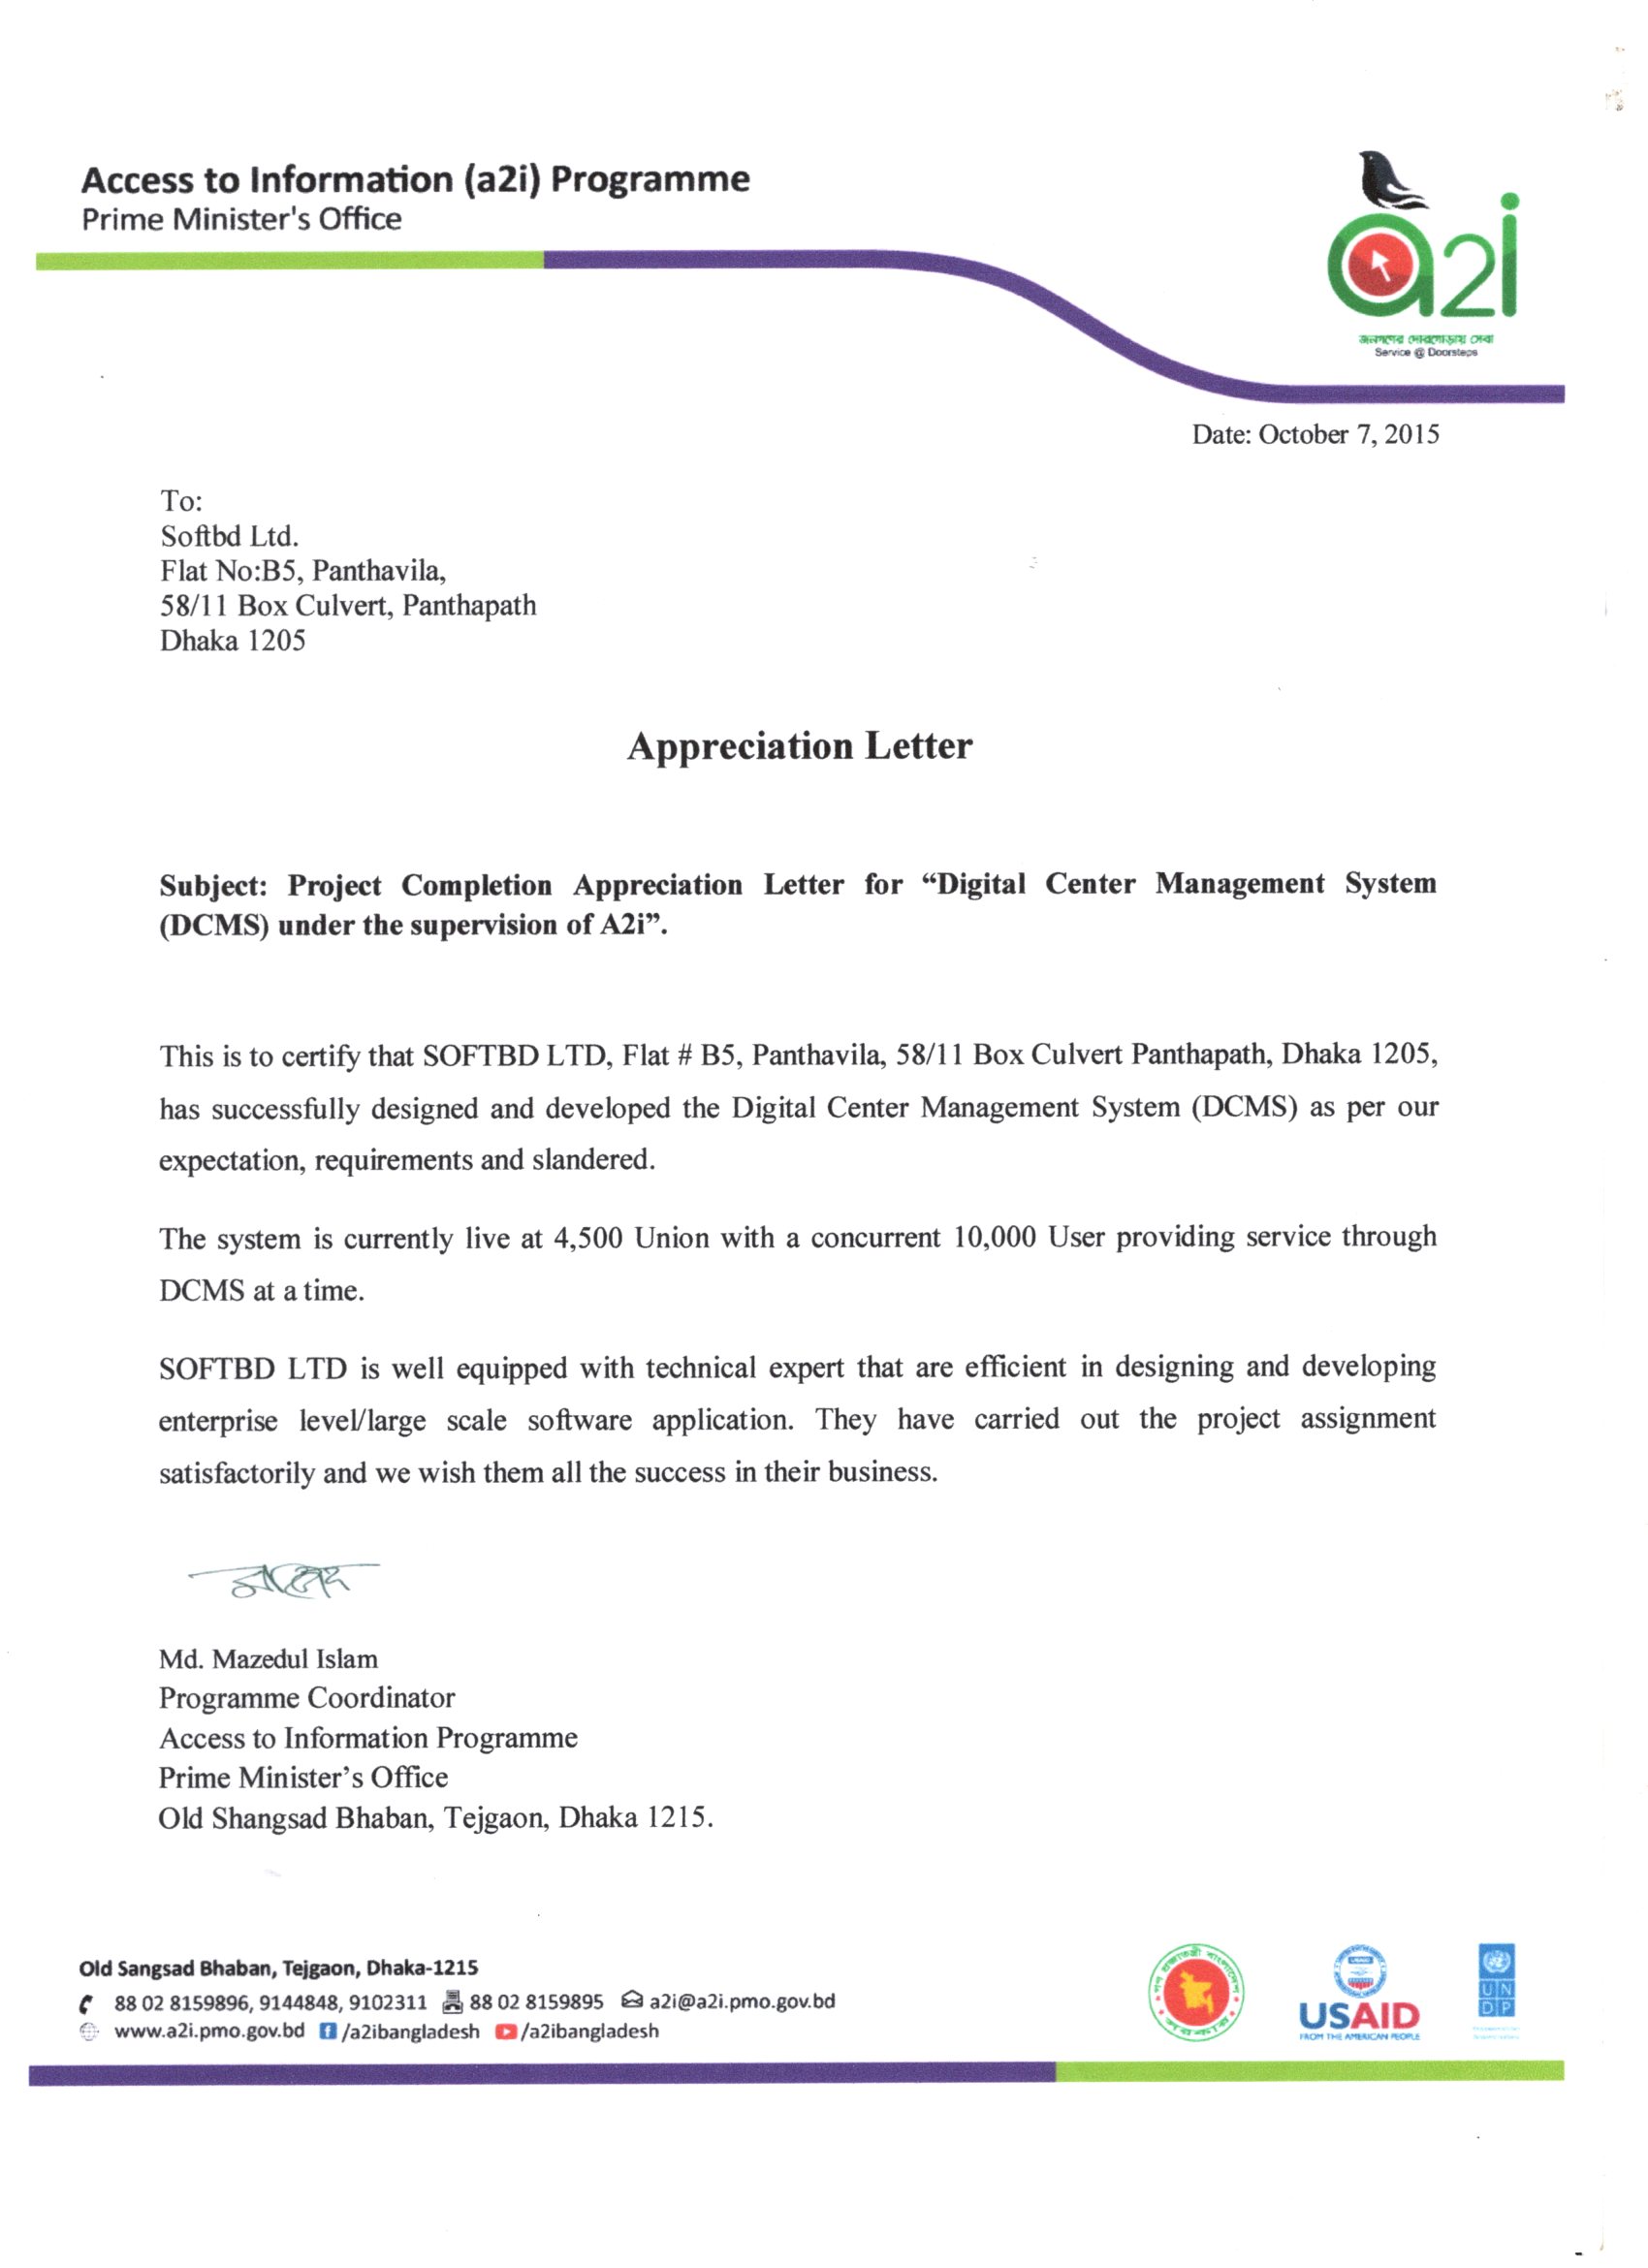 Access to Information (a2i) Programme
Prime Minister's Office
a2i
জনগণের দোরগোড়ায় সেবা
Service @ Doorsteps
Date: October 7, 2015
To:
Softbd Ltd.
Flat No:B5, Panthavila,
58/11 Box Culvert, Panthapath
Dhaka 1205
Appreciation Letter
Subject: Project Completion Appreciation Letter for “Digital Center Management System
(DCMS) under the supervision of A2i”.
This is to certify that SOFTBD LTD, Flat # B5, Panthavila, 58/11 Box Culvert Panthapath, Dhaka 1205,
has successfully designed and developed the Digital Center Management System (DCMS) as per our
expectation, requirements and slandered.
The system is currently live at 4,500 Union with a concurrent 10,000 User providing service through
DCMS at a time.
SOFTBD LTD is well equipped with technical expert that are efficient in designing and developing
enterprise level/large scale software application. They have carried out the project assignment
satisfactorily and we wish them all the success in their business.
Md. Mazedul Islam
Programme Coordinator
Access to Information Programme
Prime Minister’s Office
Old Shangsad Bhaban, Tejgaon, Dhaka 1215.
Old Sangsad Bhaban, Tejgaon, Dhaka-1215
88 02 8159896, 9144848, 9102311 88 02 8159895 a2i@a2i.pmo.gov.bd
www.a2i.pmo.gov.bd /a2ibangladesh /a2ibangladesh
গণপ্রজাতন্ত্রী বাংলাদেশ
সরকার
USAID
USAID
FROM THE AMERICAN PEOPLE
UN
DP